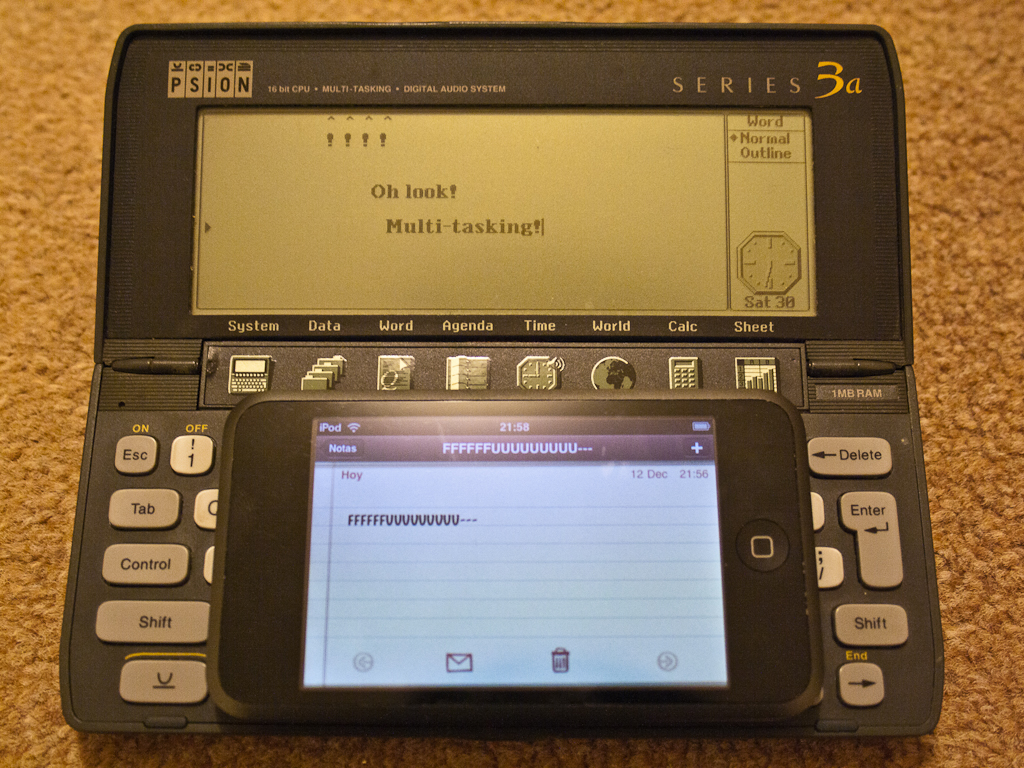 PSION
16 bit CPU • MULTI-TASKING • DIGITAL AUDIO SYSTEM
SERIES 3a
^ ^ ^ ^
! ! ! !
Oh look!
Multi-tasking!
Word
Normal
Outline
Sat 30
System Data Word Agenda Time World Calc Sheet
1MB RAM
ON OFF
Esc ! 1
Delete
Tab
Enter
Control
; /
Shift
Shift
End
iPod 21:58
Notas FFFFFFUUUUUUUUUU--- +
Hoy 12 Dec 21:56
FFFFFFUUUUUUUUUU---